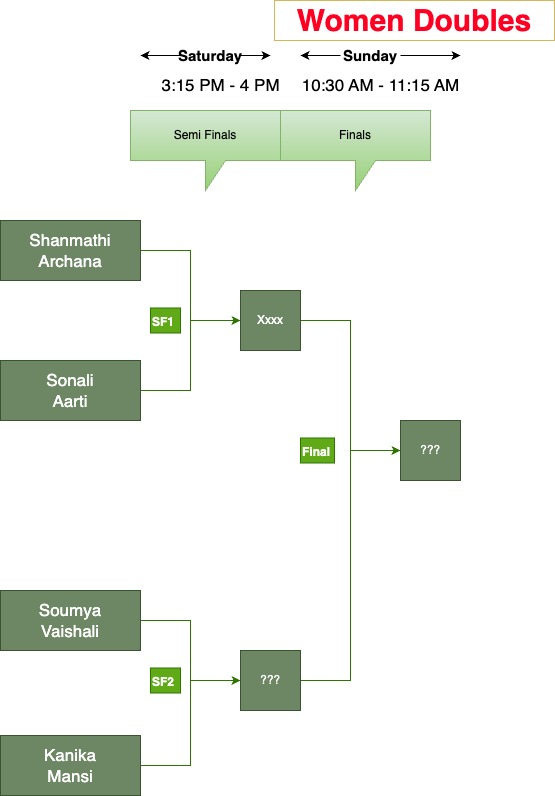 Women Doubles
Saturday
Sunday
3:15 PM - 4 PM
10:30 AM - 11:15 AM
Semi Finals
Finals
Shanmathi
Archana
SF1
Xxxx
Sonali
Aarti
Final
???
Soumya
Vaishali
SF2
???
Kanika
Mansi